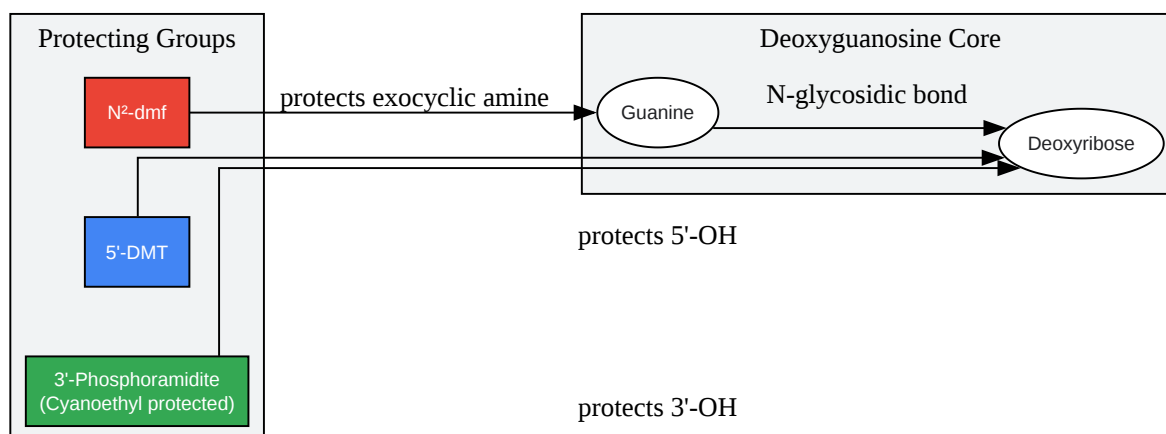 Protecting Groups
Deoxyguanosine Core
N²-dmf
protects exocyclic amine
Guanine
N-glycosidic bond
Deoxyribose
5'-DMT
protects 5'-OH
3'-Phosphoramidite
(Cyanoethyl protected)
protects 3'-OH